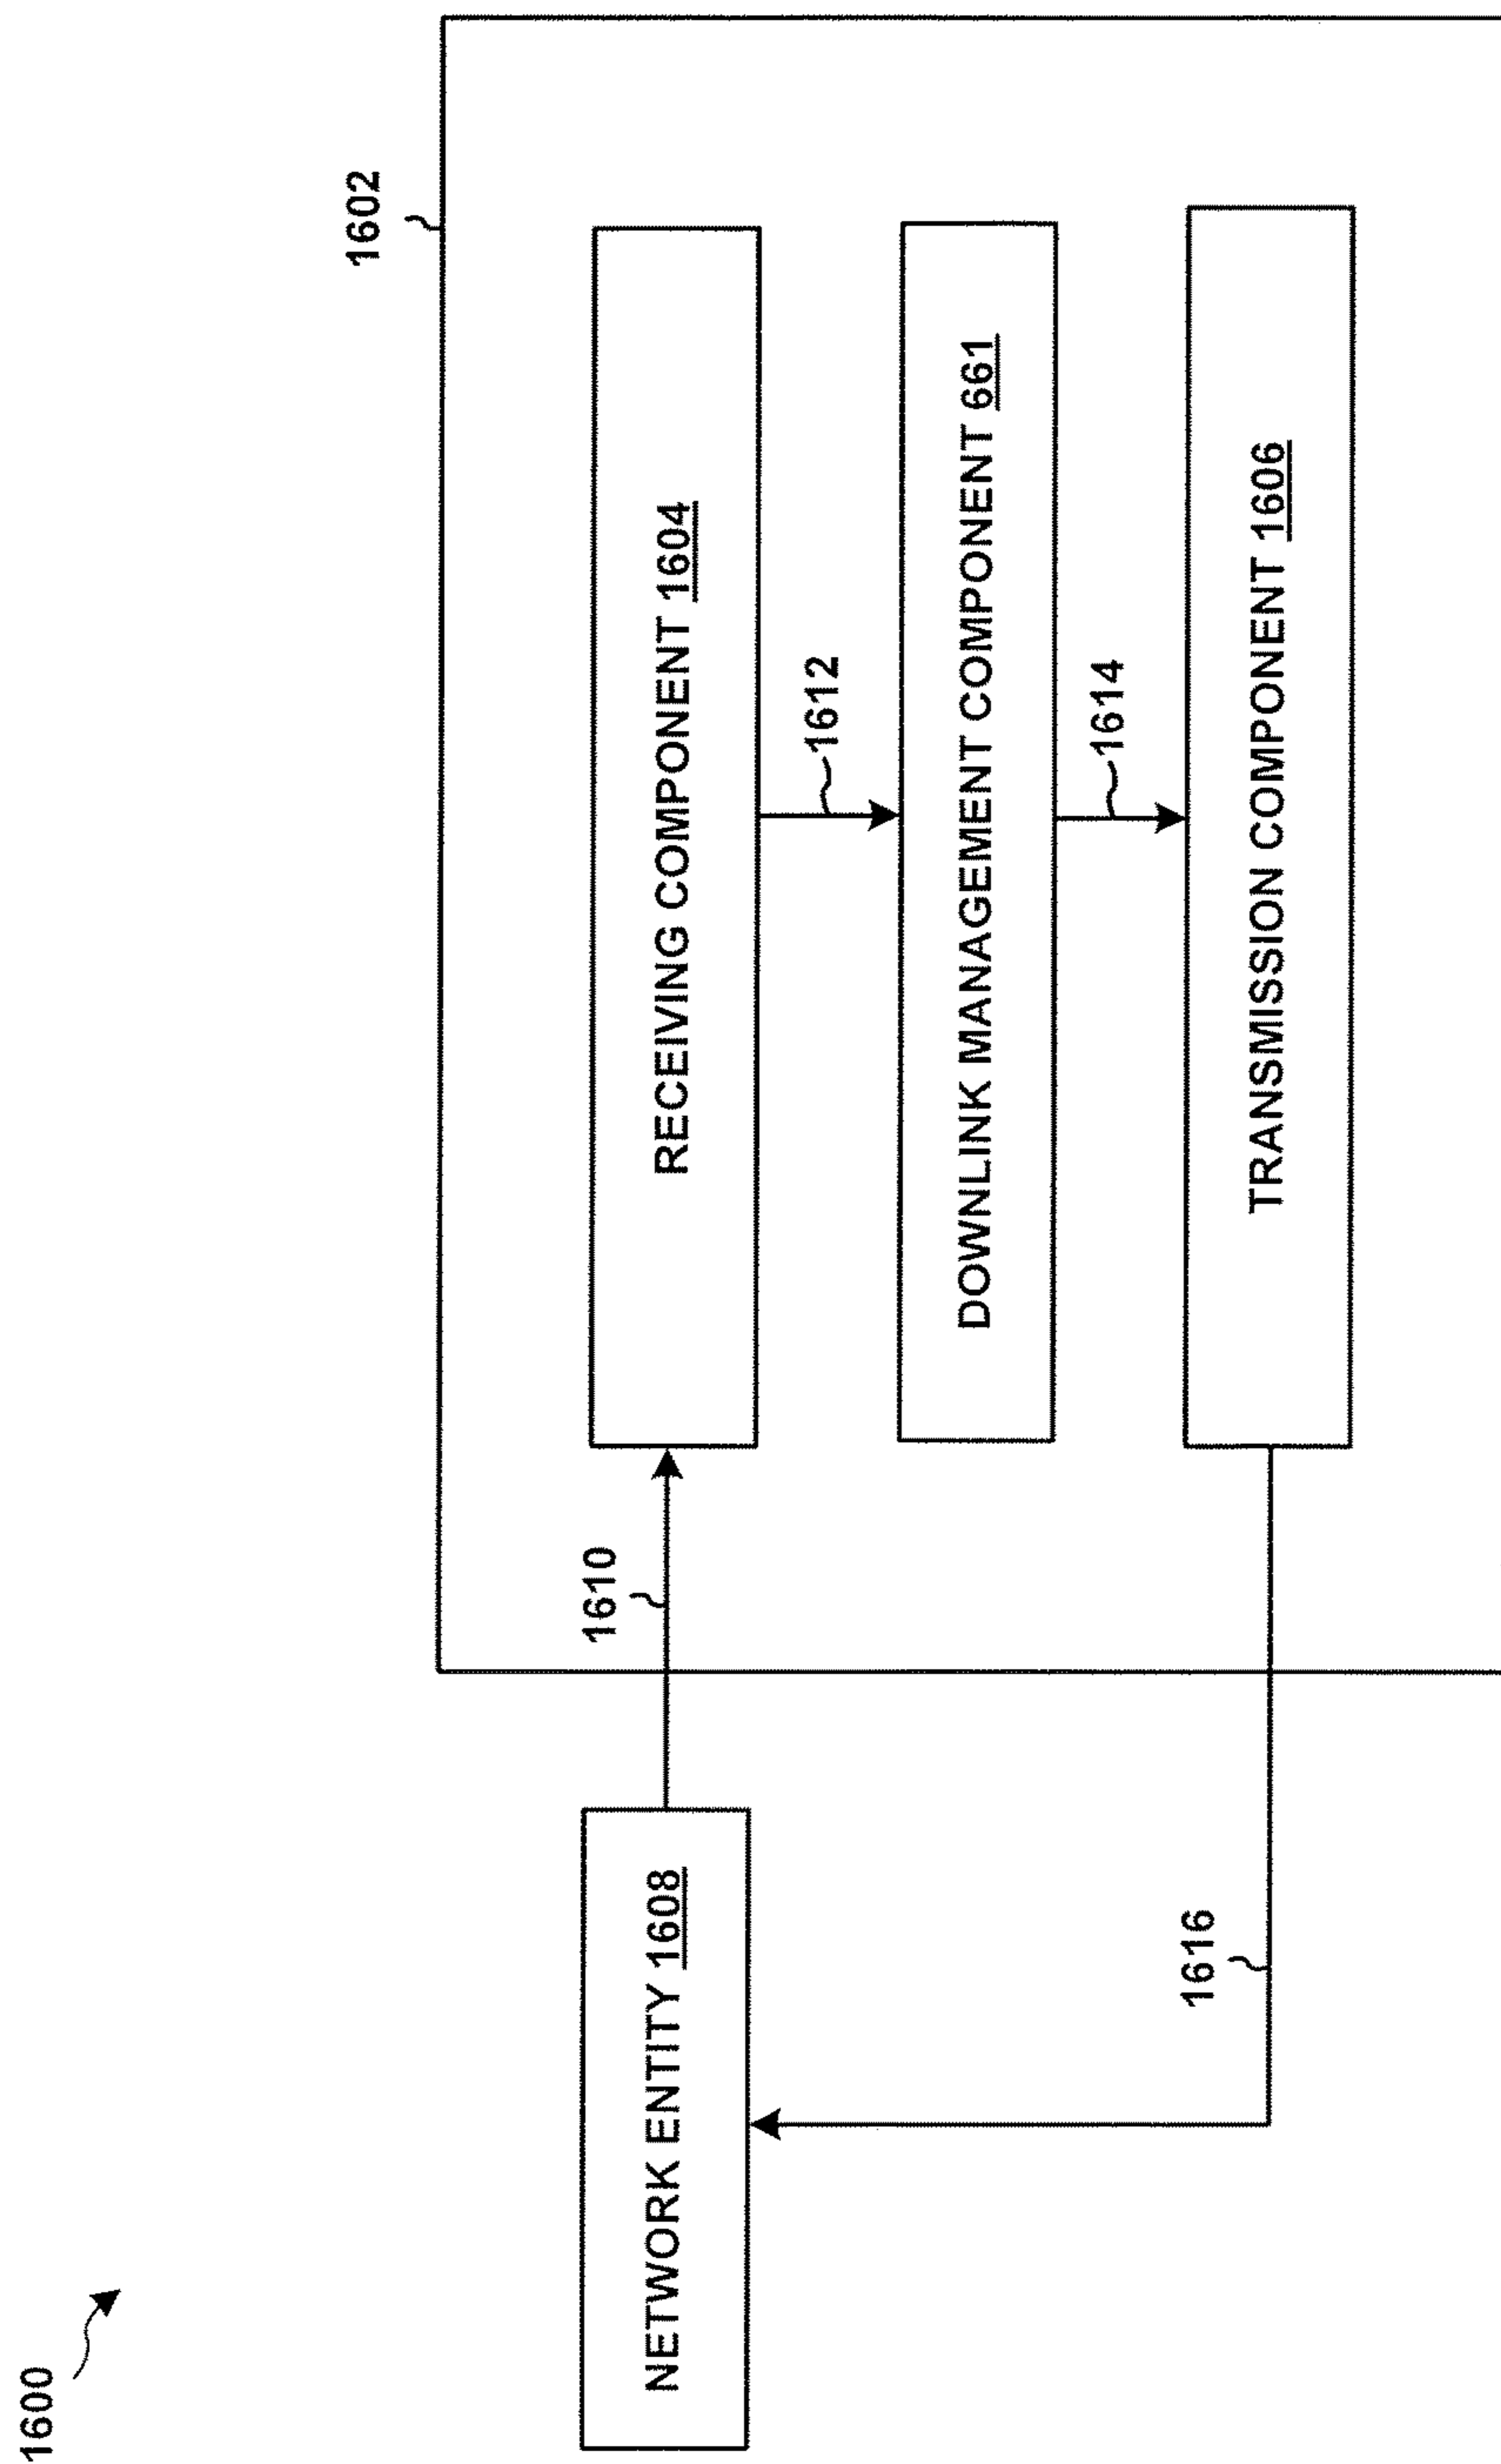 1600
1602
NETWORK ENTITY 1608
1610
RECEIVING COMPONENT 1604
1612
DOWNLINK MANAGEMENT COMPONENT 661
1614
1616
TRANSMISSION COMPONENT 1606